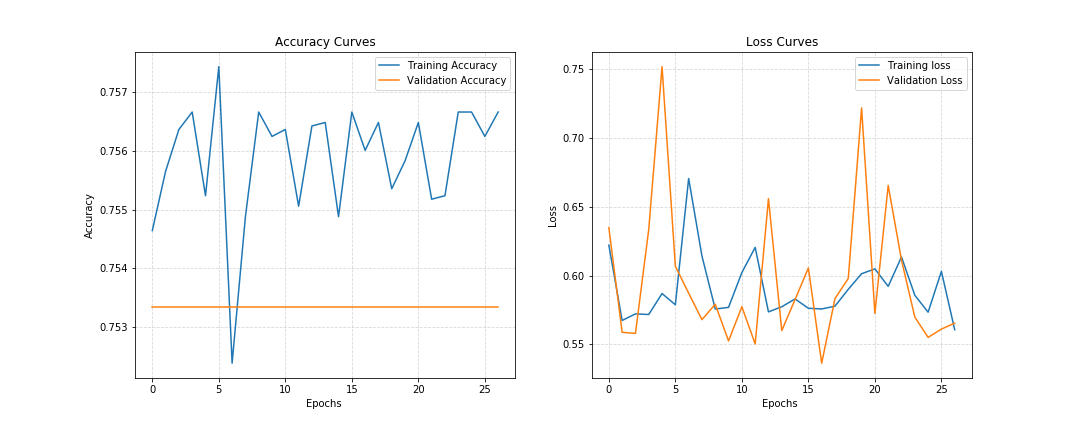 Accuracy Curves
Training Accuracy
Validation Accuracy
0.757
0.756
0.755
0.754
0.753
Accuracy
0 5 10 15 20 25
Epochs
Loss Curves
Training loss
Validation Loss
0.75
0.70
0.65
0.60
0.55
Loss
0 5 10 15 20 25
Epochs